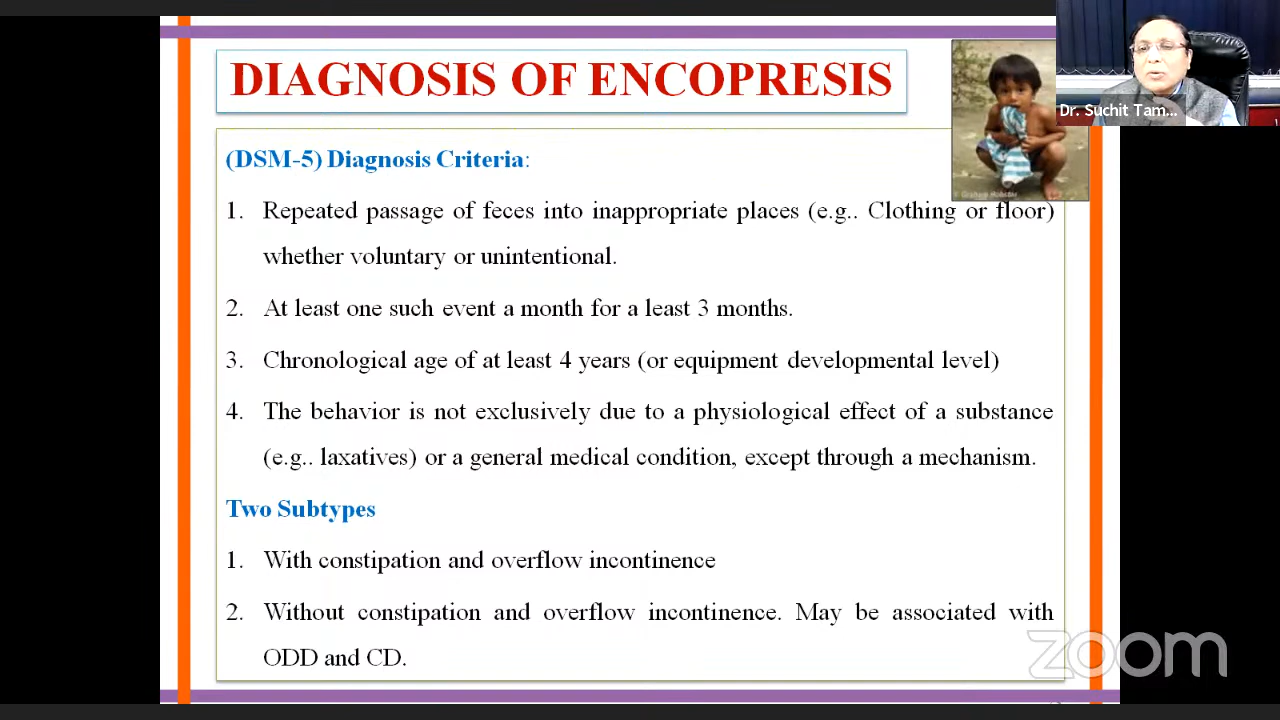 DIAGNOSIS OF ENCOPRESIS
Dr. Suchit Tam...
(DSM-5) Diagnosis Criteria:
1. Repeated passage of feces into inappropriate places (e.g.. Clothing or floor)
whether voluntary or unintentional.
2. At least one such event a month for a least 3 months.
3. Chronological age of at least 4 years (or equipment developmental level)
4. The behavior is not exclusively due to a physiological effect of a substance
(e.g.. laxatives) or a general medical condition, except through a mechanism.
Two Subtypes
1. With constipation and overflow incontinence
2. Without constipation and overflow incontinence. May be associated with
ODD and CD.
zoom